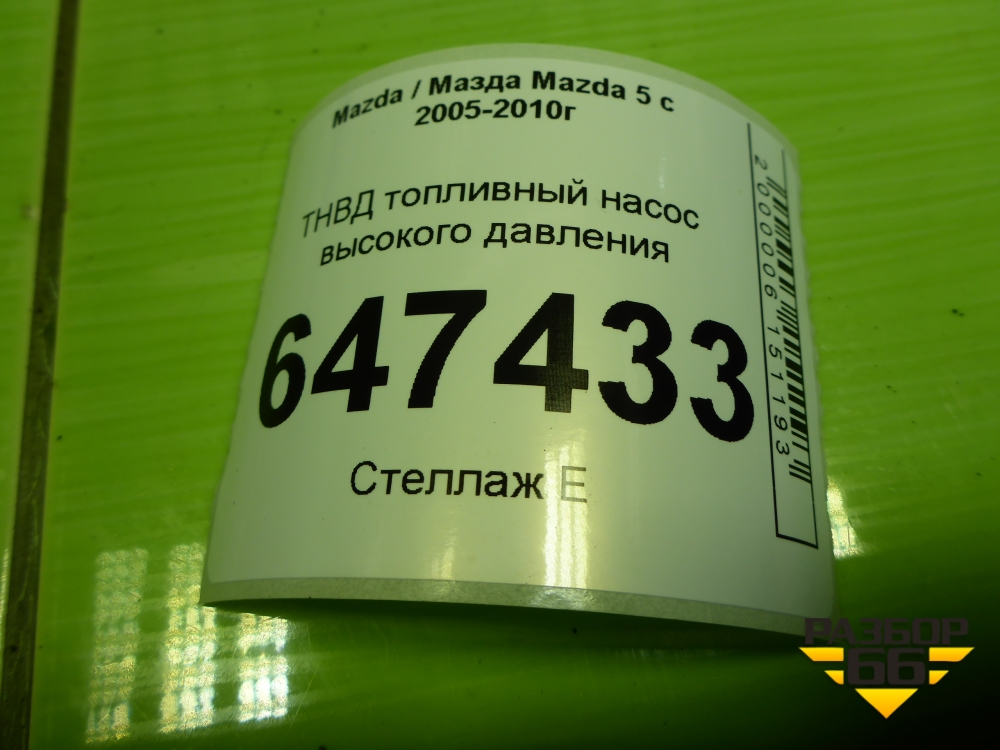 Mazda / Мазда Mazda 5 с
2005-2010г
ТНВД топливный насос
высокого давления
647433
Стеллаж Е
2000006151193
РАЗБОР
66